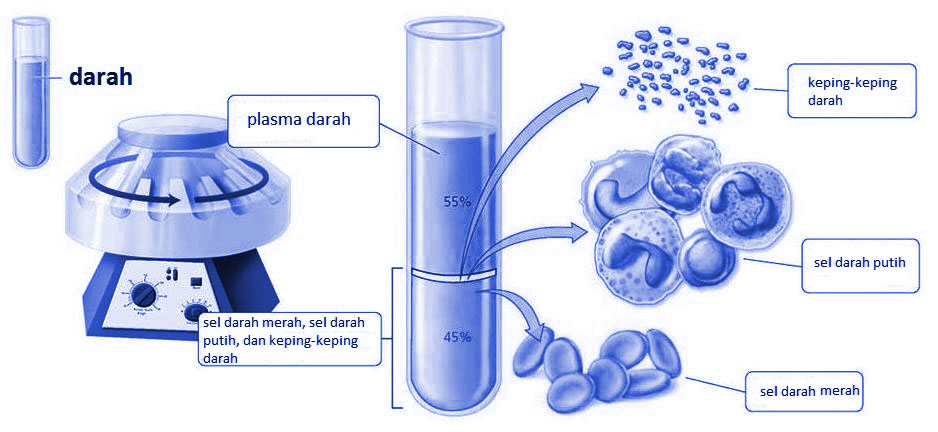 darah
plasma darah
55%
45%
sel darah merah, sel darah
putih, dan keping-keping
darah
keping-keping
darah
sel darah putih
sel darah merah